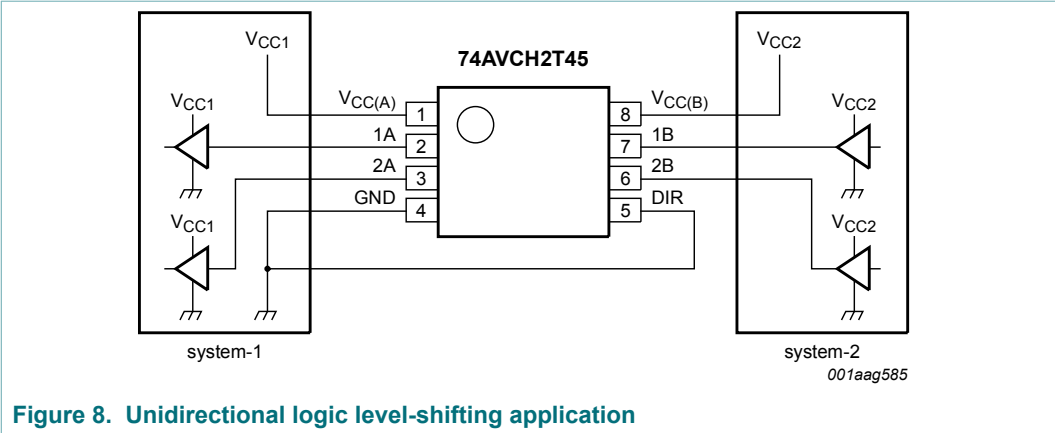 VCC1
VCC2
74AVCH2T45
VCC1
VCC(A)
1
8
VCC(B)
VCC2
1A
2
7
1B
2A
3
6
2B
GND
4
5
DIR
VCC1
VCC2
system-1
system-2
001aag585
Figure 8. Unidirectional logic level-shifting application